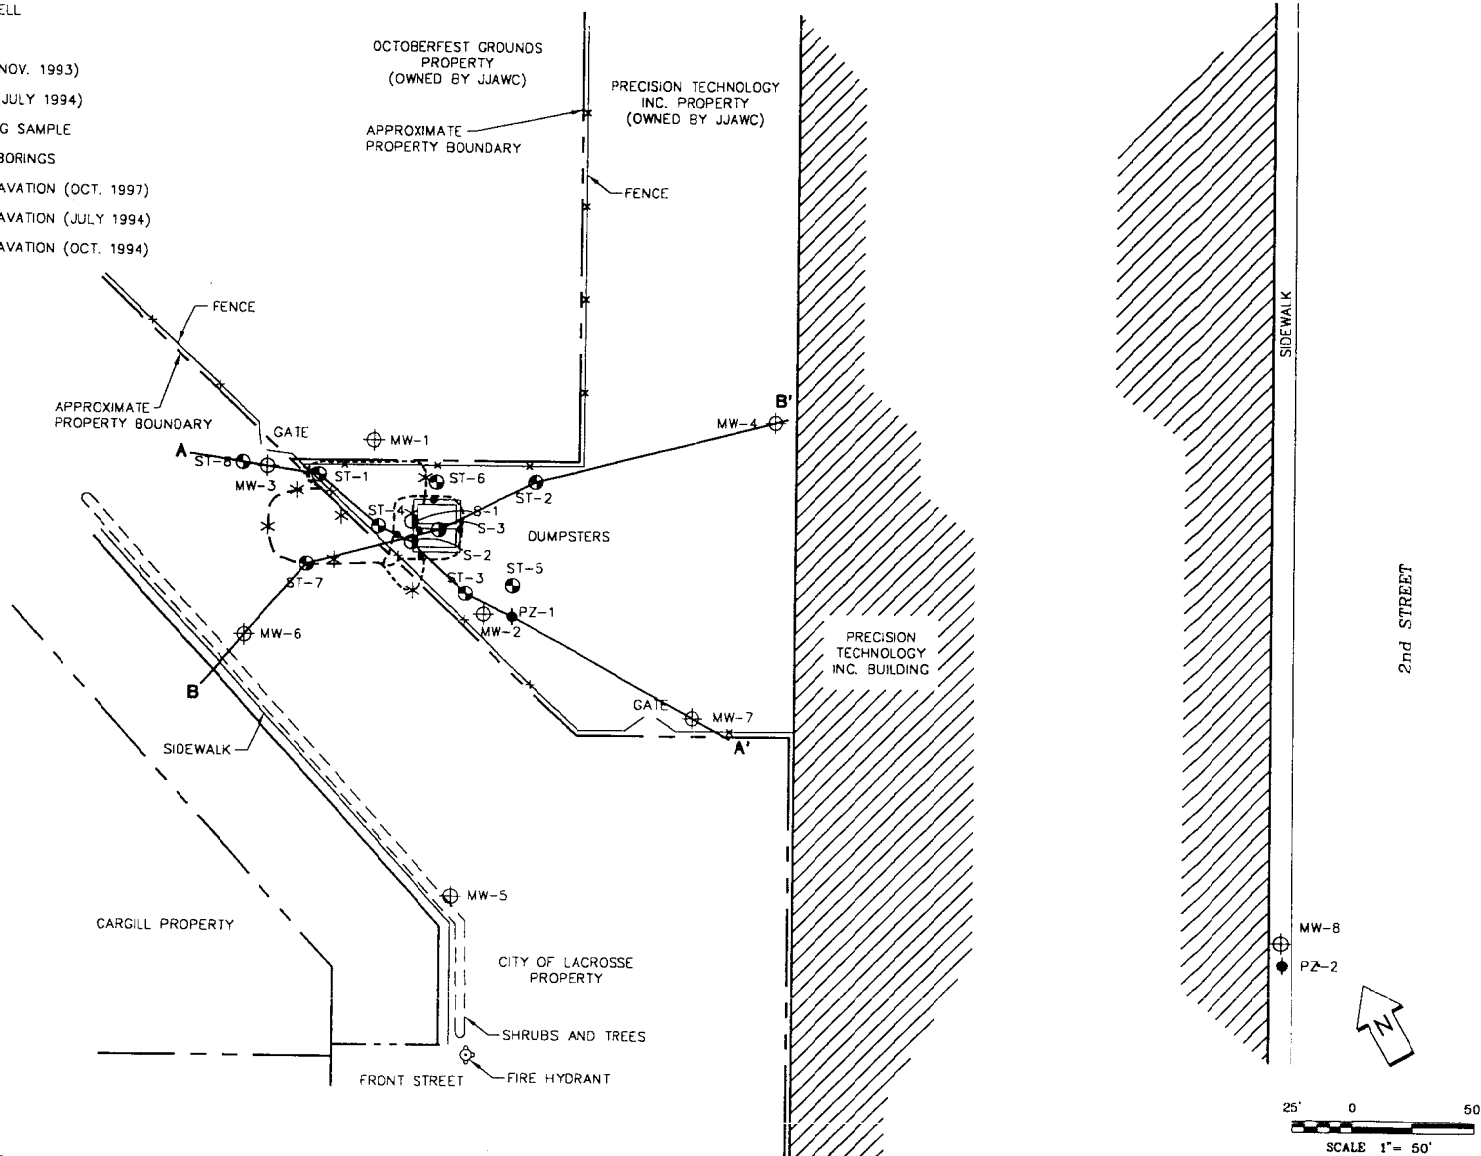 ELL
NOV. 1993)
JULY 1994)
G SAMPLE
BORINGS
AVATION (OCT. 1997)
AVATION (JULY 1994)
AVATION (OCT. 1994)
OCTOBERFEST GROUNDS
PROPERTY
(OWNED BY JJAWC)
PRECISION TECHNOLOGY
INC. PROPERTY
(OWNED BY JJAWC)
APPROXIMATE
PROPERTY BOUNDARY
FENCE
FENCE
SIDEWALK
APPROXIMATE
PROPERTY BOUNDARY
GATE
MW-1
MW-4
B'
A
ST-8
MW-3
ST-1
ST-6
ST-2
ST-4
S-1
S-3
DUMPSTERS
S-2
ST-7
ST-3
ST-5
PZ-1
MW-2
MW-6
B
PRECISION
TECHNOLOGY
INC. BUILDING
2nd STREET
GATE
MW-7
A'
SIDEWALK
MW-5
CARGILL PROPERTY
CITY OF LACROSSE
PROPERTY
MW-8
PZ-2
N
SHRUBS AND TREES
FRONT STREET
FIRE HYDRANT
25' 0 50
SCALE 1"= 50'